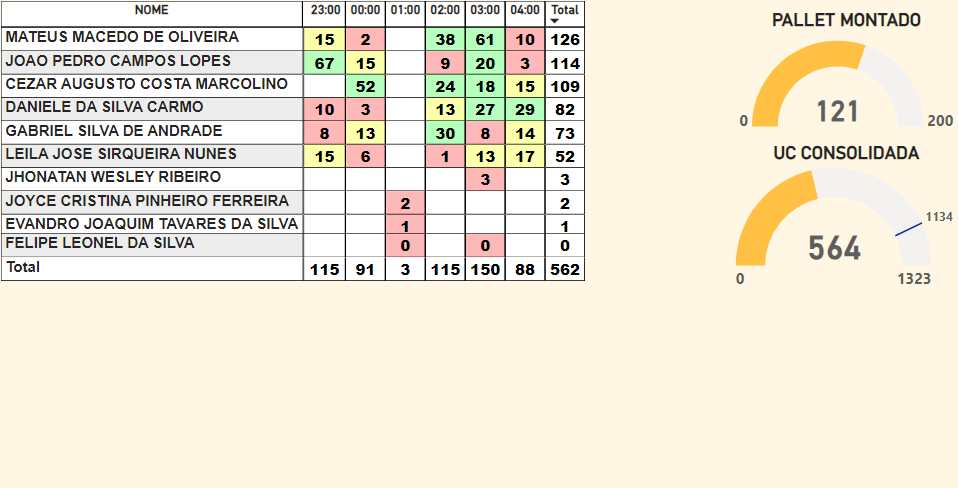 NOME 23:00 00:00 01:00 02:00 03:00 04:00 Total
MATEUS MACEDO DE OLIVEIRA 15 2 38 61 10 126
JOAO PEDRO CAMPOS LOPES 67 15 9 20 3 114
CEZAR AUGUSTO COSTA MARCOLINO 52 24 18 15 109
DANIELE DA SILVA CARMO 10 3 13 27 29 82
GABRIEL SILVA DE ANDRADE 8 13 30 8 14 73
LEILA JOSE SIRQUEIRA NUNES 15 6 1 13 17 52
JHONATAN WESLEY RIBEIRO 3 3
JOYCE CRISTINA PINHEIRO FERREIRA 2 2
EVANDRO JOAQUIM TAVARES DA SILVA 1 1
FELIPE LEONEL DA SILVA 0 0 0
Total 115 91 3 115 150 88 562
PALLET MONTADO
121
0 200
UC CONSOLIDADA
1134
564
0 1323